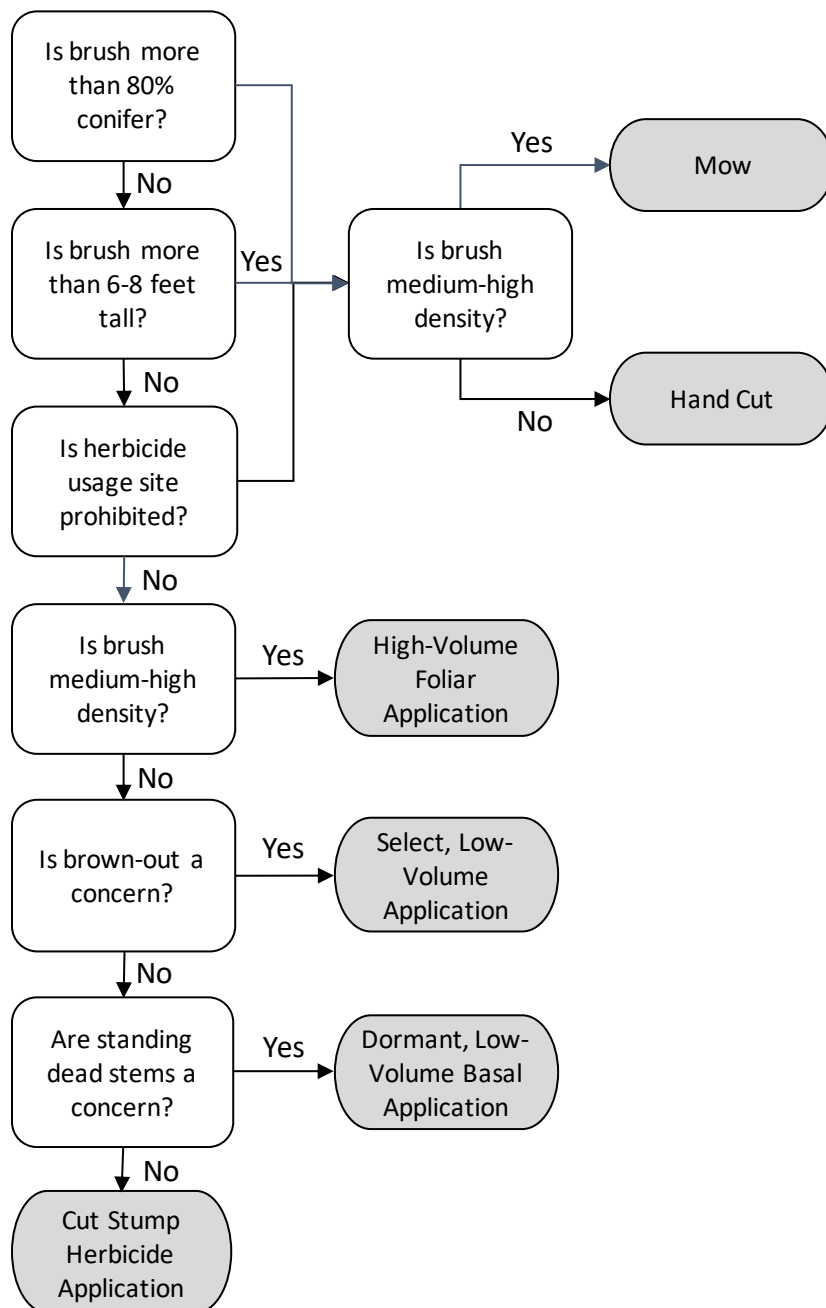 Is brush more
than 80%
conifer?
No
Is brush more
than 6-8 feet
tall?
Yes
Is brush
medium-high
density?
Yes
Mow
No
Hand Cut
No
Is herbicide
usage site
prohibited?
No
Is brush
medium-high
density?
Yes
High-Volume
Foliar
Application
No
Is brown-out a
concern?
Yes
Select, Low-
Volume
Application
No
Are standing
dead stems a
concern?
Yes
Dormant, Low-
Volume Basal
Application
No
Cut Stump
Herbicide
Application